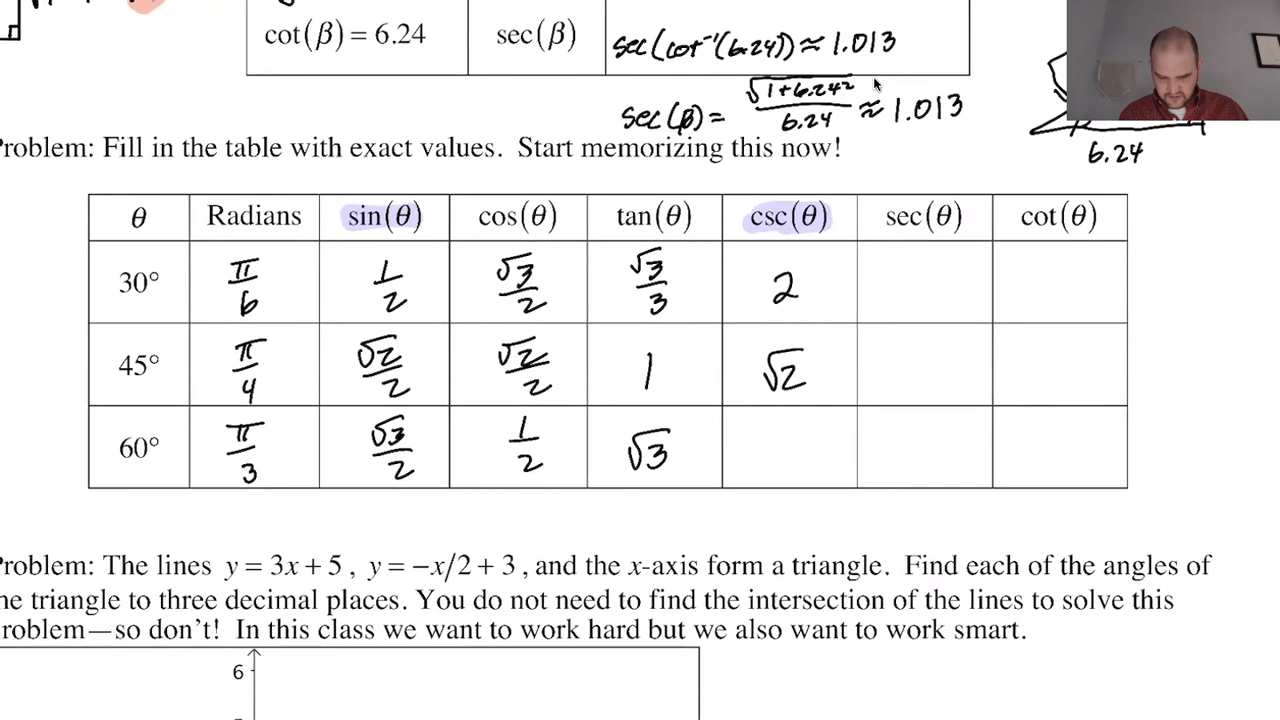 cot(β) = 6.24 sec(β) sec(cot⁻¹(6.24)) ≈ 1.013
sec(β) = √(1+6.24²)/6.24 ≈ 1.013
6.24
roblem: Fill in the table with exact values. Start memorizing this now!
θ Radians sin(θ) cos(θ) tan(θ) csc(θ) sec(θ) cot(θ)
30° π/6 1/2 √3/2 √3/3 2
45° π/4 √2/2 √2/2 1 √2
60° π/3 √3/2 1/2 √3
roblem: The lines y = 3x + 5, y = −x/2 + 3, and the x-axis form a triangle. Find each of the angles of
he triangle to three decimal places. You do not need to find the intersection of the lines to solve this
roblem—so don't! In this class we want to work hard but we also want to work smart.
6